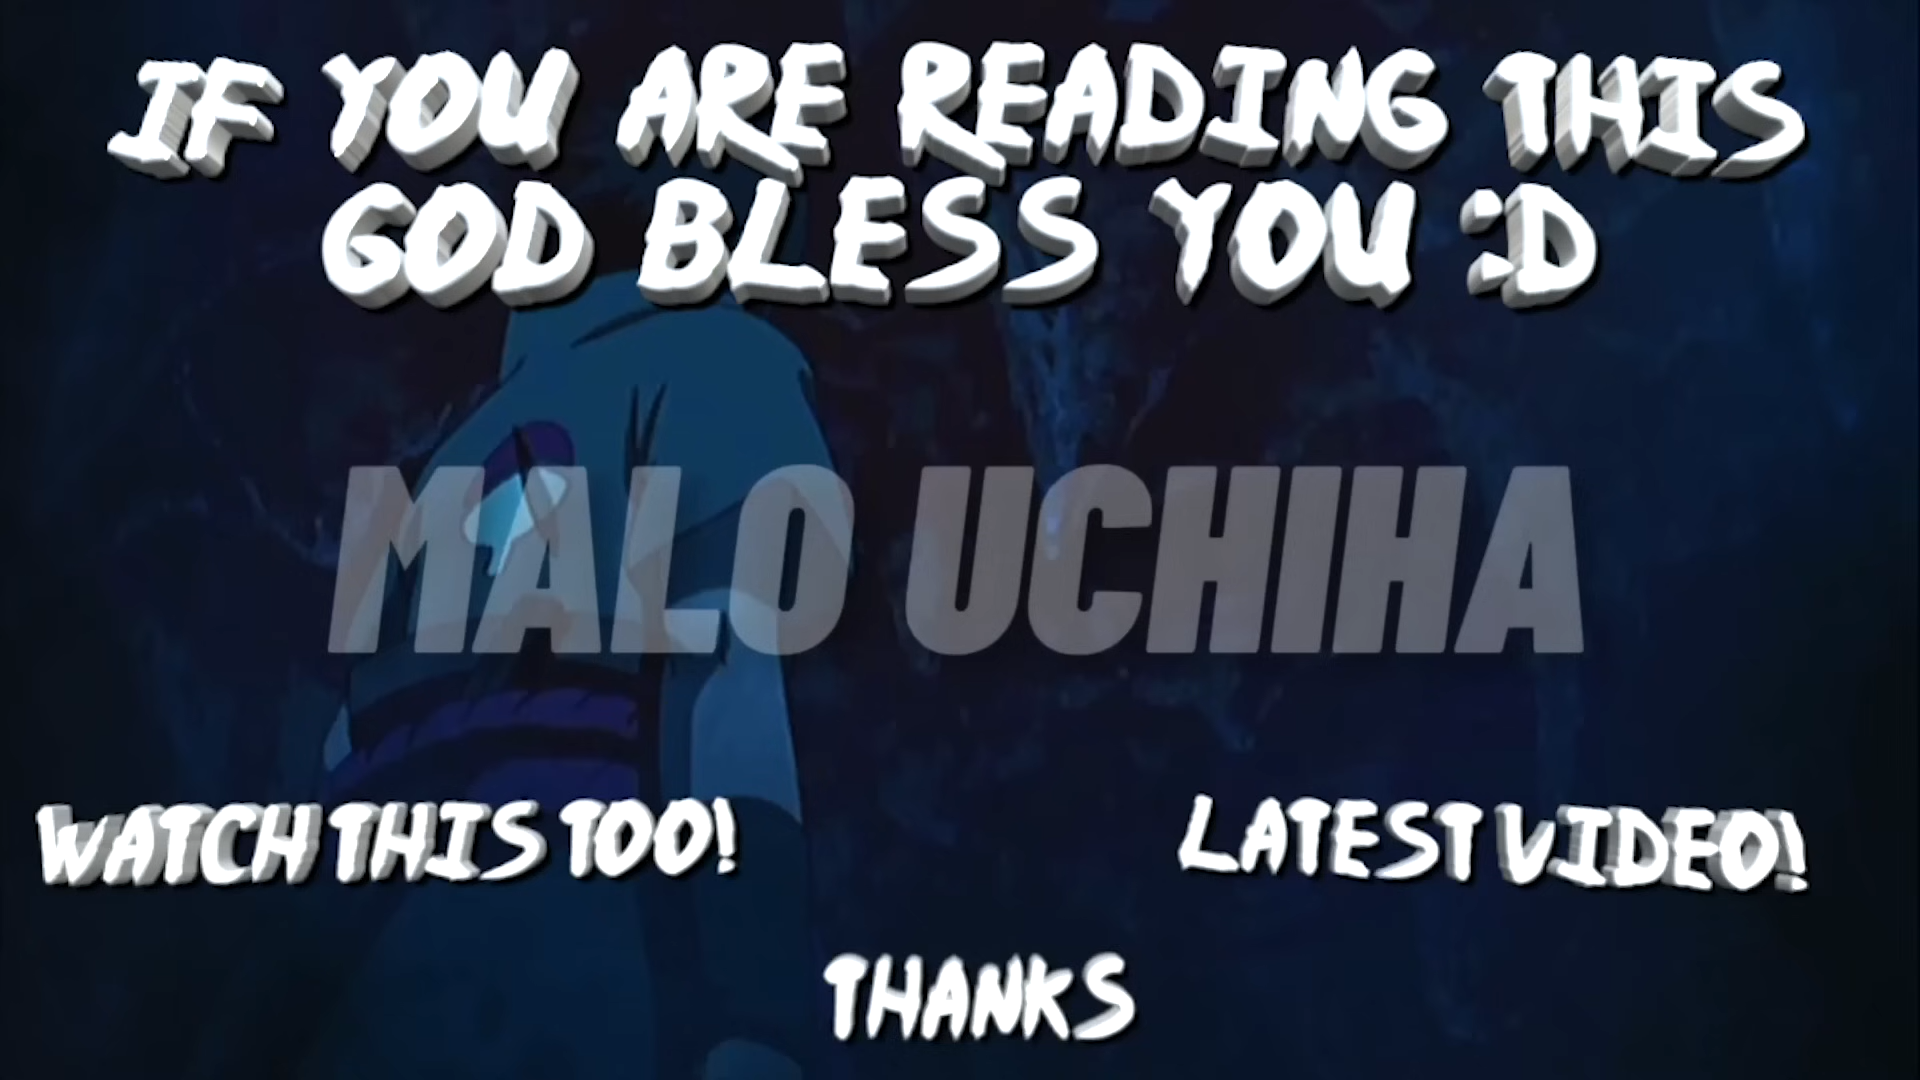 IF YOU ARE READING THIS
GOD BLESS YOU :D
MALO UCHIHA
WATCH THIS TOO!
LATEST VIDEO!
THANKS